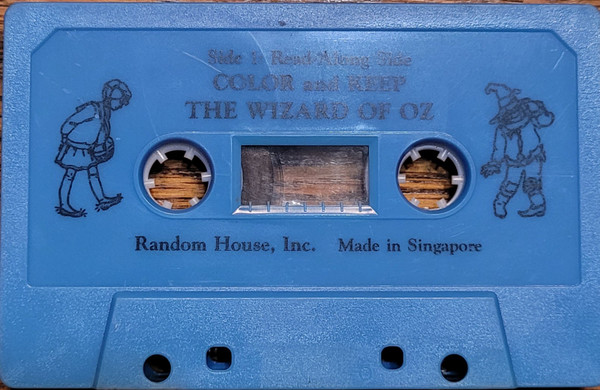 Side 1: Read-Along Side
COLOR and KEEP
THE WIZARD OF OZ
Random House, Inc. Made in Singapore